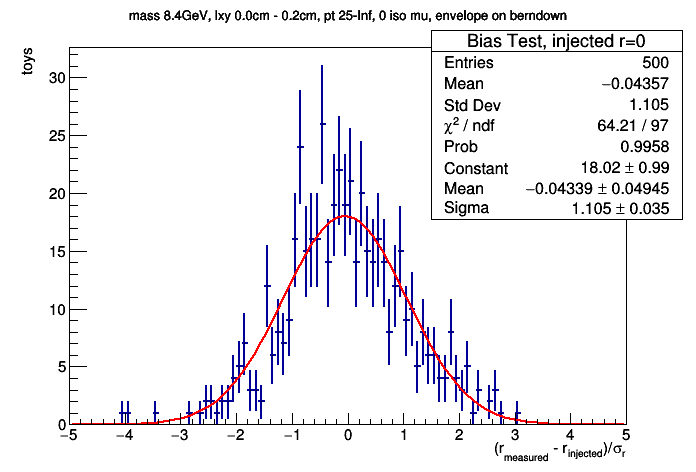 mass 8.4GeV, lxy 0.0cm - 0.2cm, pt 25-Inf, 0 iso mu, envelope on berndown
Bias Test, injected r=0
Entries 500
Mean −0.04357
Std Dev 1.105
χ² / ndf 64.21 / 97
Prob 0.9958
Constant 18.02 ± 0.99
Mean −0.04339 ± 0.04945
Sigma 1.105 ± 0.035
toys
30
25
20
15
10
5
0
−5 −4 −3 −2 −1 0 1 2 3 4 5
(r_measured - r_injected)/σ_r